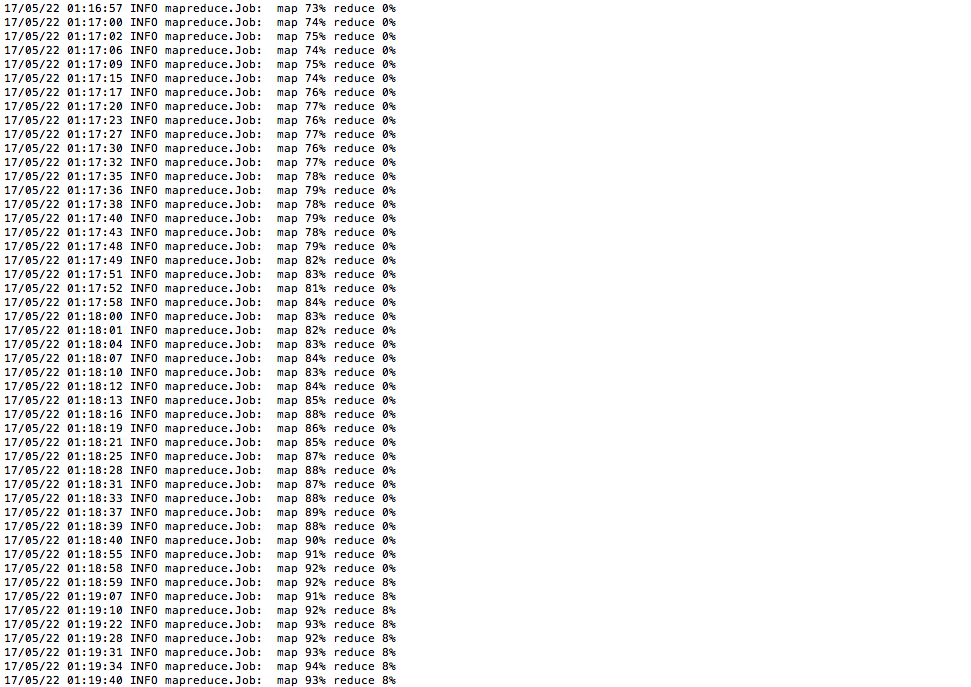 17/05/22 01:16:57 INFO mapreduce.Job:  map 73% reduce 0%
17/05/22 01:17:00 INFO mapreduce.Job:  map 74% reduce 0%
17/05/22 01:17:02 INFO mapreduce.Job:  map 75% reduce 0%
17/05/22 01:17:06 INFO mapreduce.Job:  map 74% reduce 0%
17/05/22 01:17:09 INFO mapreduce.Job:  map 75% reduce 0%
17/05/22 01:17:15 INFO mapreduce.Job:  map 74% reduce 0%
17/05/22 01:17:17 INFO mapreduce.Job:  map 76% reduce 0%
17/05/22 01:17:20 INFO mapreduce.Job:  map 77% reduce 0%
17/05/22 01:17:23 INFO mapreduce.Job:  map 76% reduce 0%
17/05/22 01:17:27 INFO mapreduce.Job:  map 77% reduce 0%
17/05/22 01:17:30 INFO mapreduce.Job:  map 76% reduce 0%
17/05/22 01:17:32 INFO mapreduce.Job:  map 77% reduce 0%
17/05/22 01:17:35 INFO mapreduce.Job:  map 78% reduce 0%
17/05/22 01:17:36 INFO mapreduce.Job:  map 79% reduce 0%
17/05/22 01:17:38 INFO mapreduce.Job:  map 78% reduce 0%
17/05/22 01:17:40 INFO mapreduce.Job:  map 79% reduce 0%
17/05/22 01:17:43 INFO mapreduce.Job:  map 78% reduce 0%
17/05/22 01:17:48 INFO mapreduce.Job:  map 79% reduce 0%
17/05/22 01:17:49 INFO mapreduce.Job:  map 82% reduce 0%
17/05/22 01:17:51 INFO mapreduce.Job:  map 83% reduce 0%
17/05/22 01:17:52 INFO mapreduce.Job:  map 81% reduce 0%
17/05/22 01:17:58 INFO mapreduce.Job:  map 84% reduce 0%
17/05/22 01:18:00 INFO mapreduce.Job:  map 83% reduce 0%
17/05/22 01:18:01 INFO mapreduce.Job:  map 82% reduce 0%
17/05/22 01:18:04 INFO mapreduce.Job:  map 83% reduce 0%
17/05/22 01:18:07 INFO mapreduce.Job:  map 84% reduce 0%
17/05/22 01:18:10 INFO mapreduce.Job:  map 83% reduce 0%
17/05/22 01:18:12 INFO mapreduce.Job:  map 84% reduce 0%
17/05/22 01:18:13 INFO mapreduce.Job:  map 85% reduce 0%
17/05/22 01:18:16 INFO mapreduce.Job:  map 88% reduce 0%
17/05/22 01:18:19 INFO mapreduce.Job:  map 86% reduce 0%
17/05/22 01:18:21 INFO mapreduce.Job:  map 85% reduce 0%
17/05/22 01:18:25 INFO mapreduce.Job:  map 87% reduce 0%
17/05/22 01:18:28 INFO mapreduce.Job:  map 88% reduce 0%
17/05/22 01:18:31 INFO mapreduce.Job:  map 87% reduce 0%
17/05/22 01:18:33 INFO mapreduce.Job:  map 88% reduce 0%
17/05/22 01:18:37 INFO mapreduce.Job:  map 89% reduce 0%
17/05/22 01:18:39 INFO mapreduce.Job:  map 88% reduce 0%
17/05/22 01:18:40 INFO mapreduce.Job:  map 90% reduce 0%
17/05/22 01:18:55 INFO mapreduce.Job:  map 91% reduce 0%
17/05/22 01:18:58 INFO mapreduce.Job:  map 92% reduce 0%
17/05/22 01:18:59 INFO mapreduce.Job:  map 92% reduce 8%
17/05/22 01:19:07 INFO mapreduce.Job:  map 91% reduce 8%
17/05/22 01:19:10 INFO mapreduce.Job:  map 92% reduce 8%
17/05/22 01:19:22 INFO mapreduce.Job:  map 93% reduce 8%
17/05/22 01:19:28 INFO mapreduce.Job:  map 92% reduce 8%
17/05/22 01:19:31 INFO mapreduce.Job:  map 93% reduce 8%
17/05/22 01:19:34 INFO mapreduce.Job:  map 94% reduce 8%
17/05/22 01:19:40 INFO mapreduce.Job:  map 93% reduce 8%